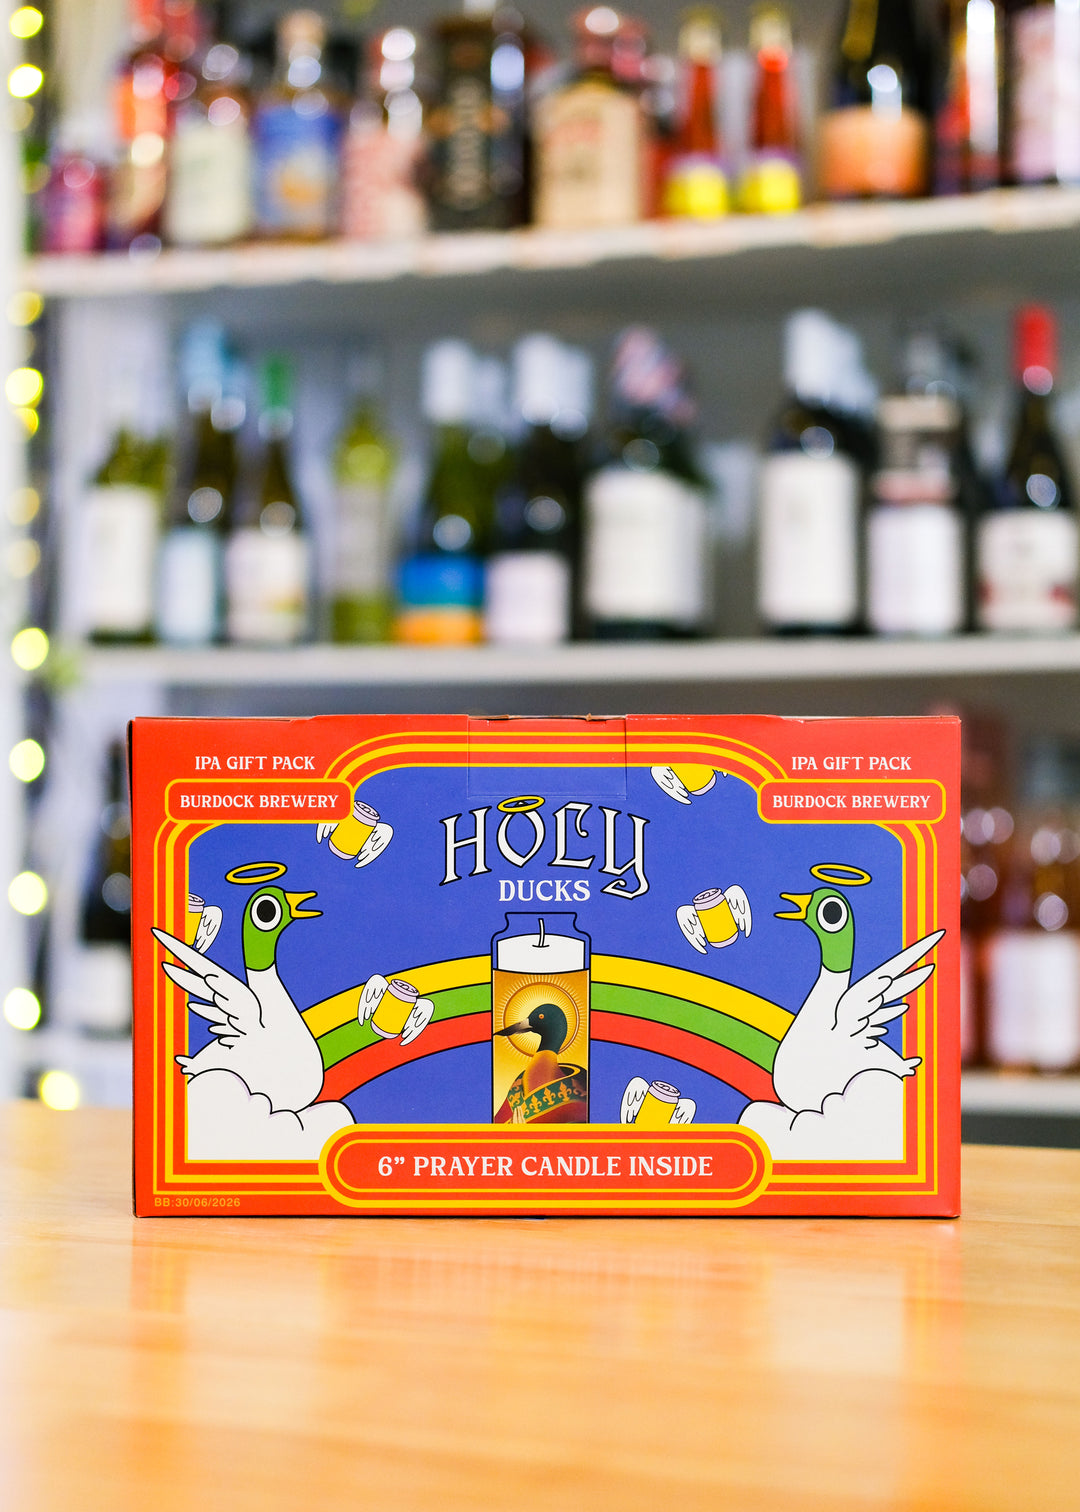 IPA GIFT PACK
BURDOCK BREWERY
IPA GIFT PACK
BURDOCK BREWERY
HOLY
DUCKS
6” PRAYER CANDLE INSIDE
BB:30/06/2026